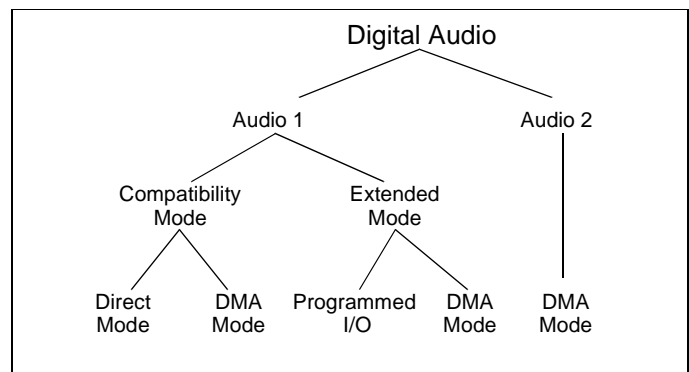 Digital Audio
Audio 1
Audio 2
Compatibility
Mode
Extended
Mode
Direct
Mode
DMA
Mode
Programmed
I/O
DMA
Mode
DMA
Mode